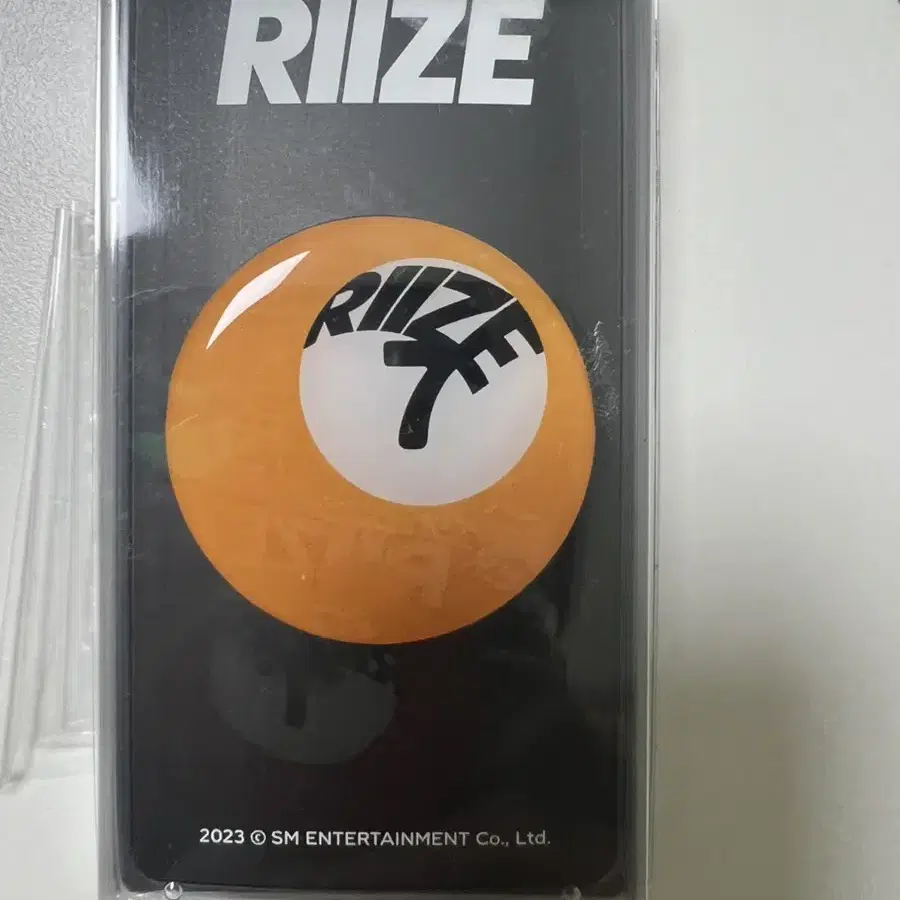 RIIZE
RIIZE
7
2023 © SM ENTERTAINMENT Co., Ltd.